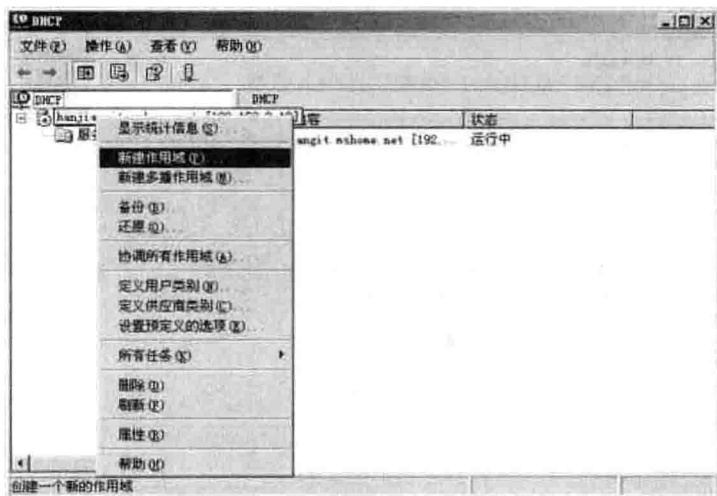 DHCP
文件(F) 操作(A) 查看(V) 帮助(H)
DHCP
DHCP
状态
angit.mshome.net [192... 运行中
显示统计信息(S)...
新建作用域(P)...
新建多播作用域(M)...
备份(B)...
还原(O)...
协调所有作用域(A)...
定义用户类别(U)...
定义供应商类别(C)...
设置预定义的选项(E)...
所有任务(K)
删除(D)
刷新(F)
属性(R)
帮助(H)
创建一个新的作用域